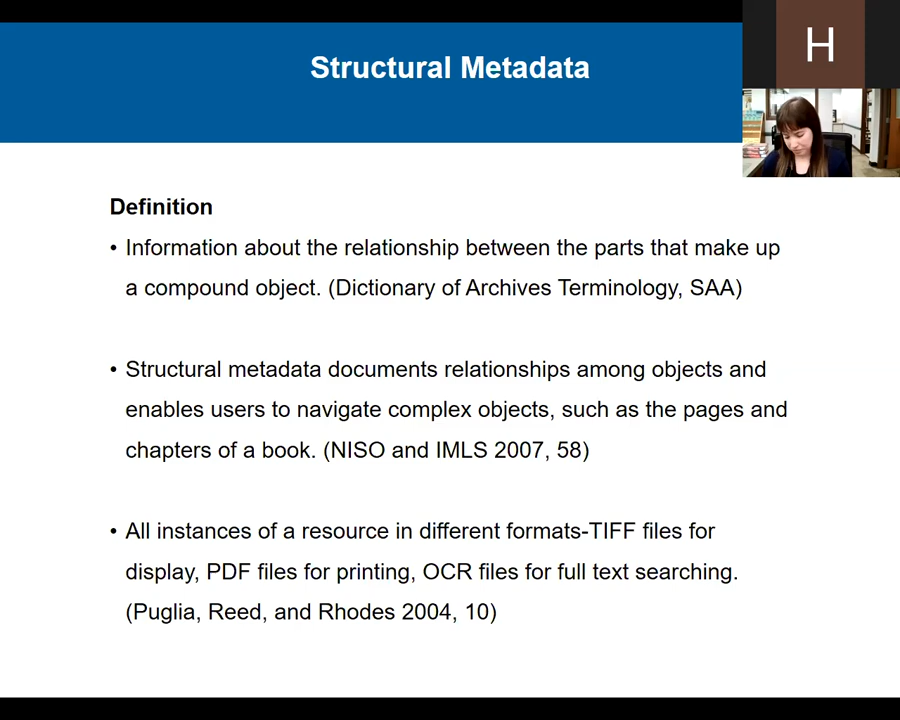 Structural Metadata
H
Definition
• Information about the relationship between the parts that make up
a compound object. (Dictionary of Archives Terminology, SAA)
• Structural metadata documents relationships among objects and
enables users to navigate complex objects, such as the pages and
chapters of a book. (NISO and IMLS 2007, 58)
• All instances of a resource in different formats-TIFF files for
display, PDF files for printing, OCR files for full text searching.
(Puglia, Reed, and Rhodes 2004, 10)